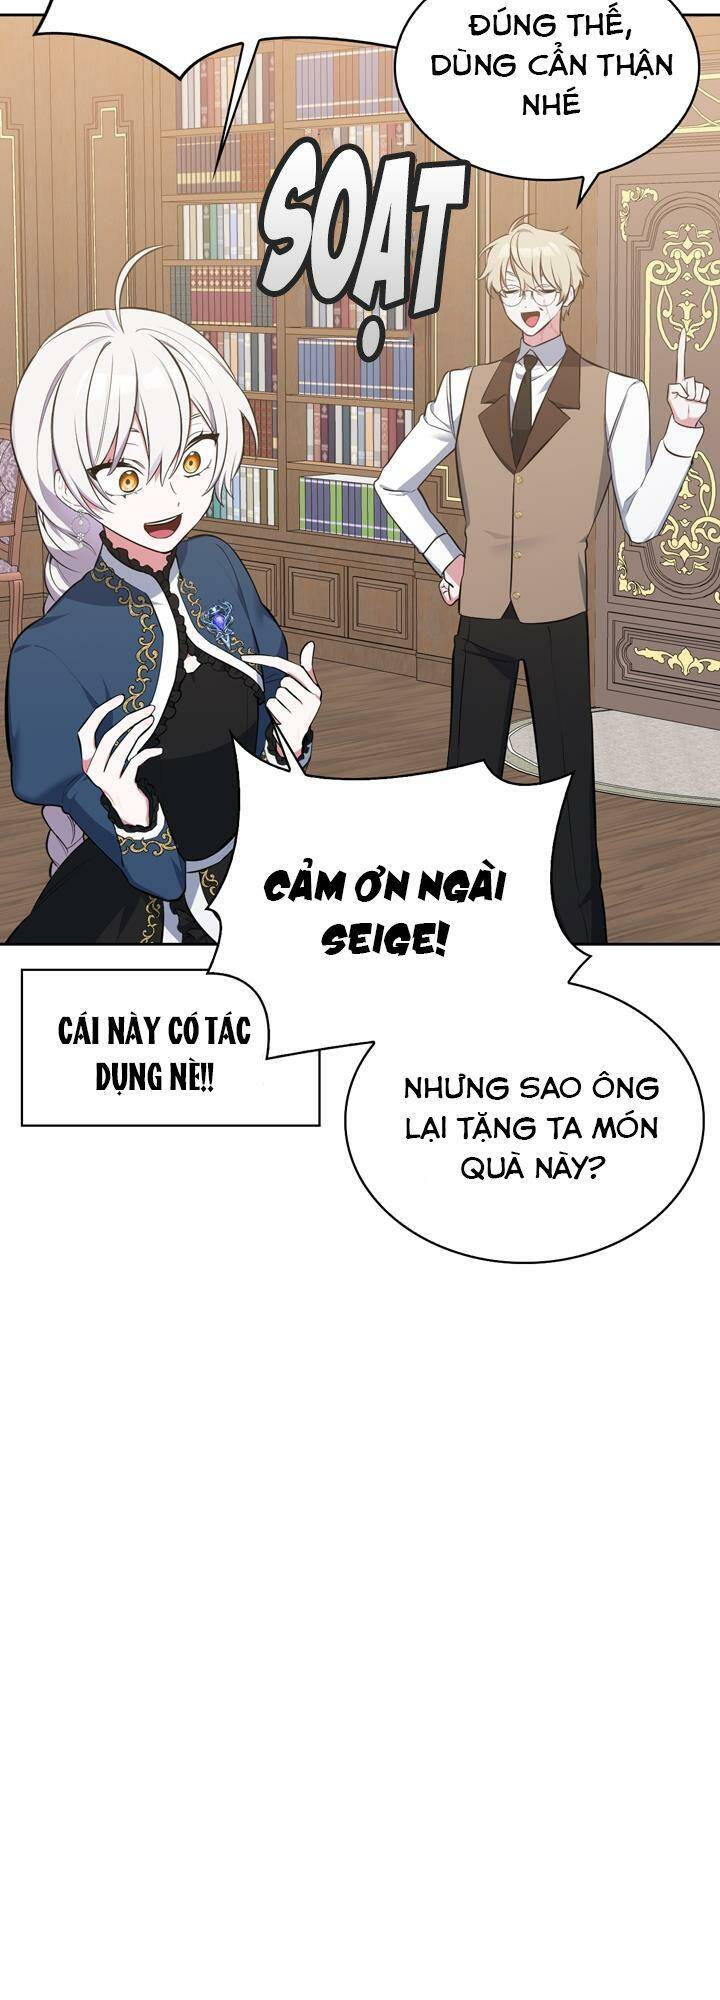 ĐÚNG THẾ,
DÙNG CẨN THẬN
NHÉ
SOẠT
CẢM ƠN NGÀI
SEIGE!
CÁI NÀY CÓ TÁC
DỤNG NÈ!!
NHƯNG SAO ÔNG
LẠI TẶNG TA MÓN
QUÀ NÀY?